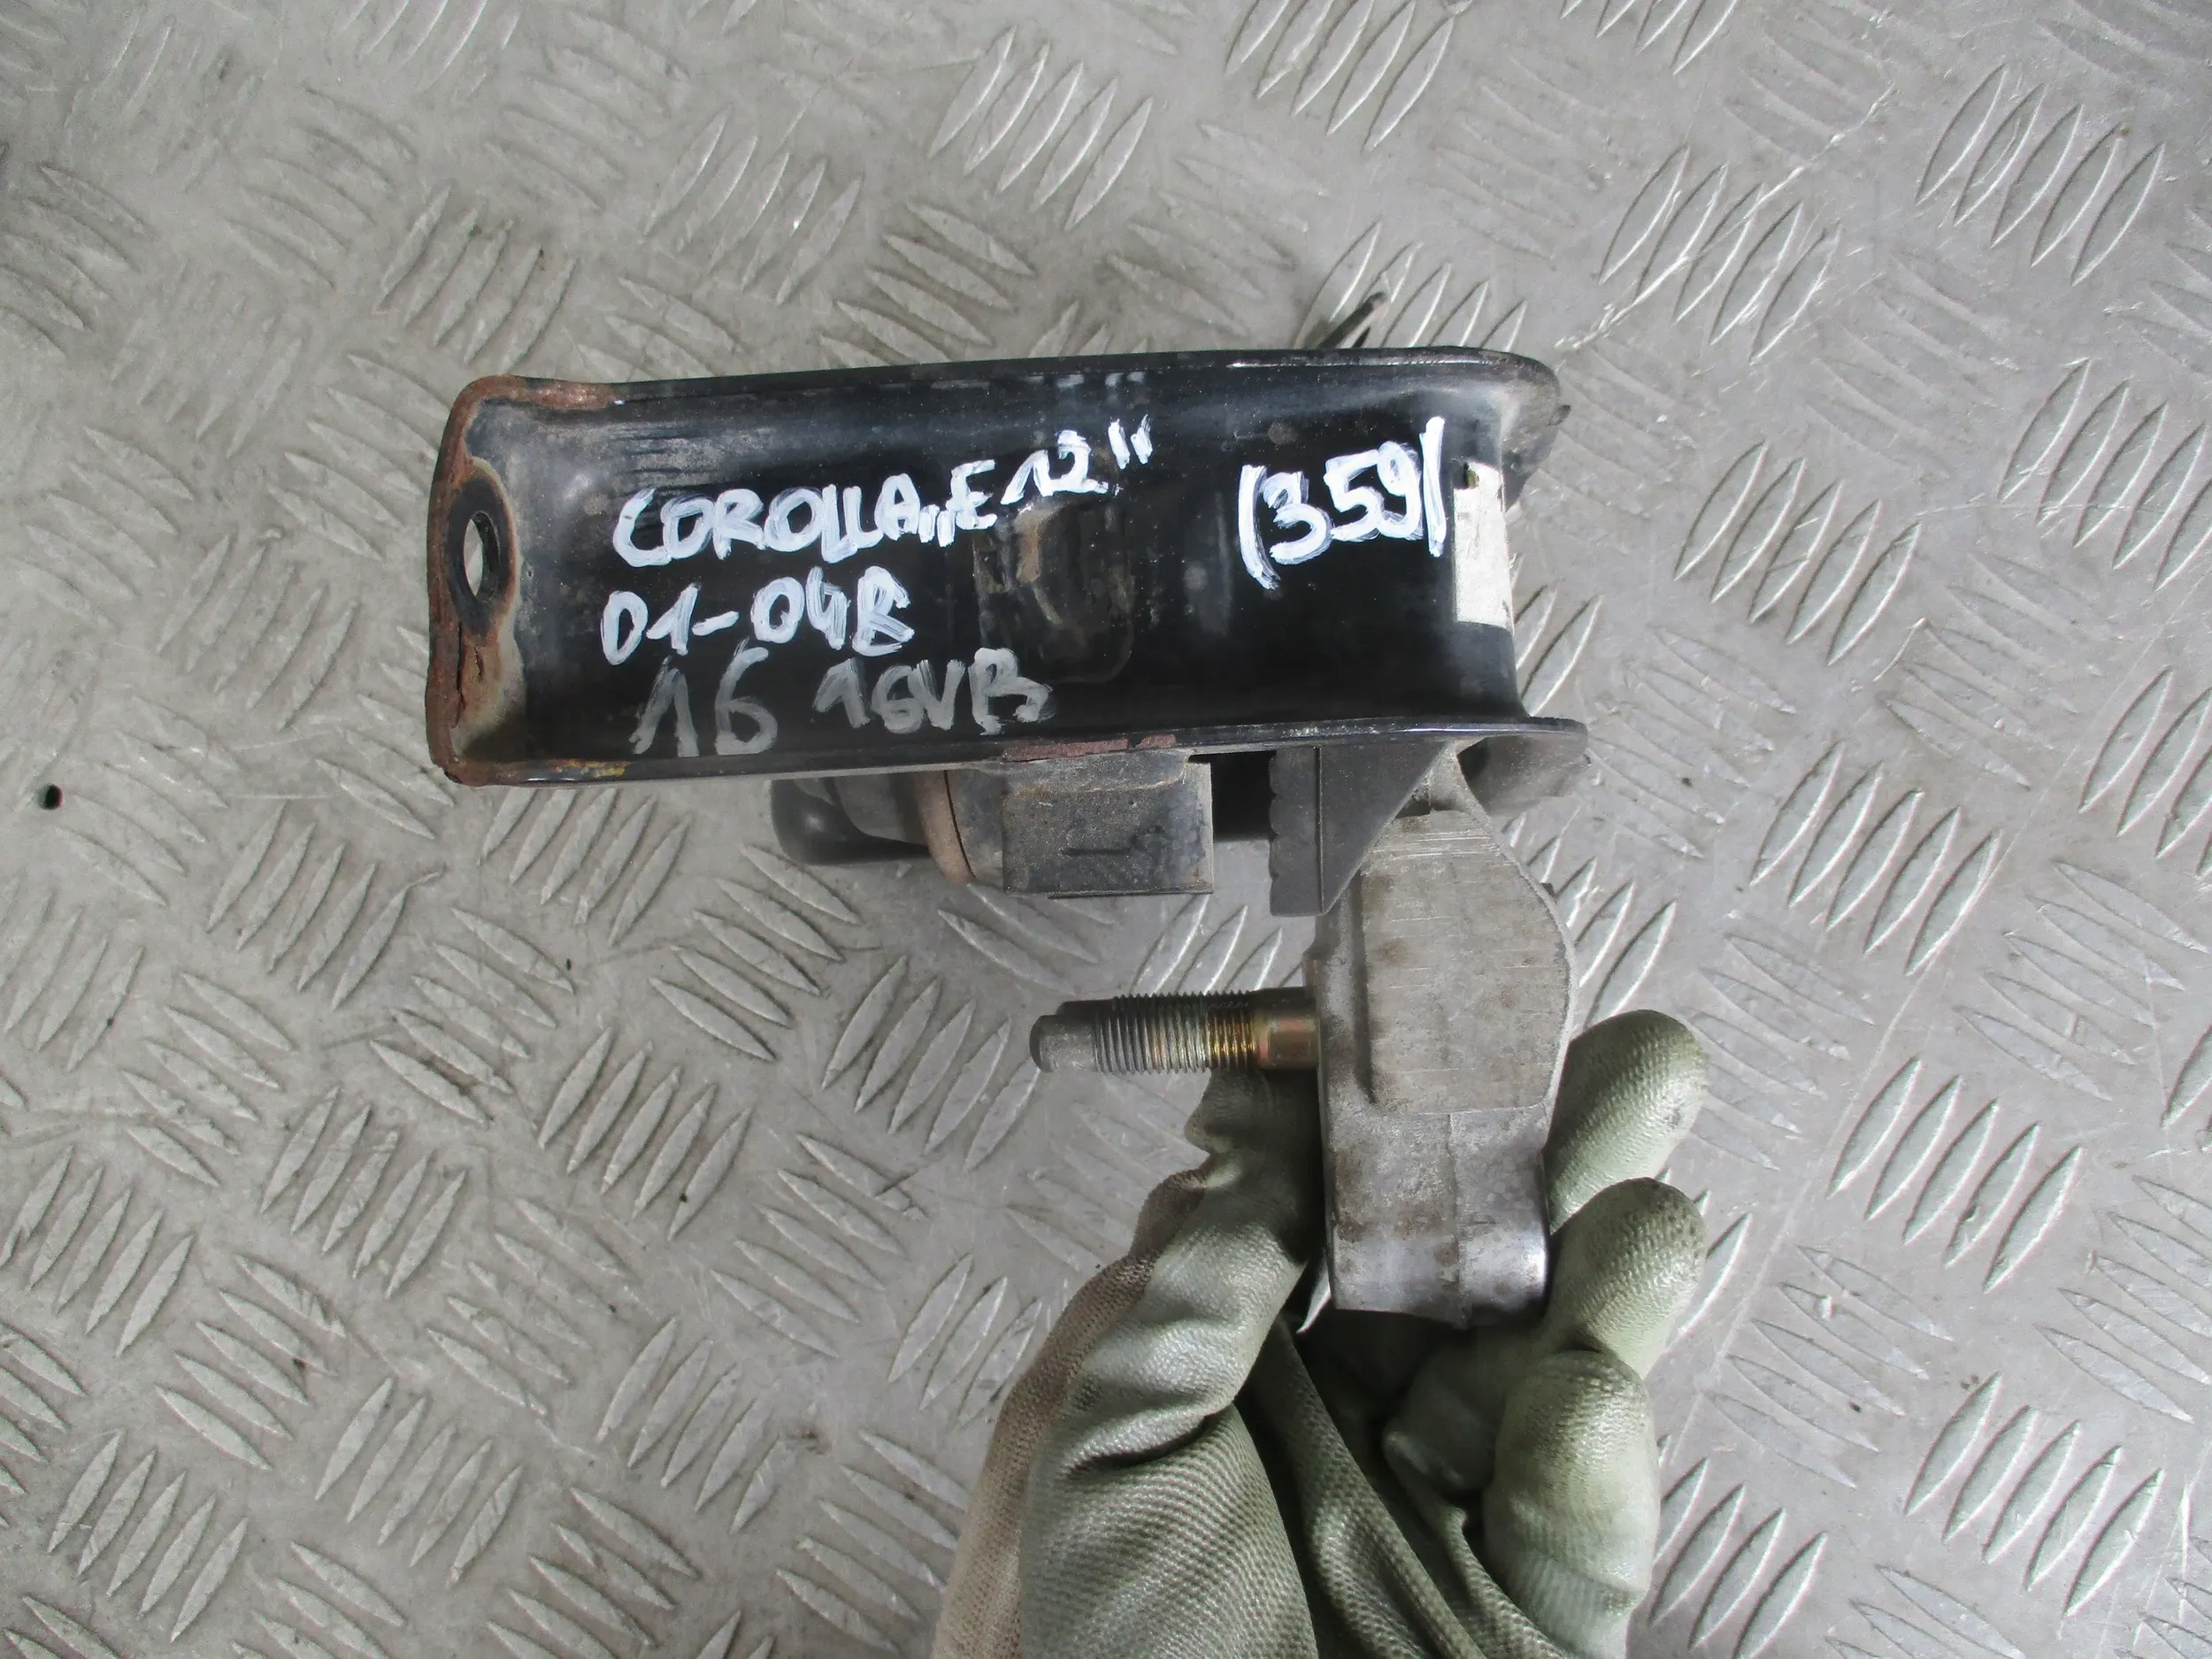 COROLLA „E12” (359)
01-04R
16 16VB